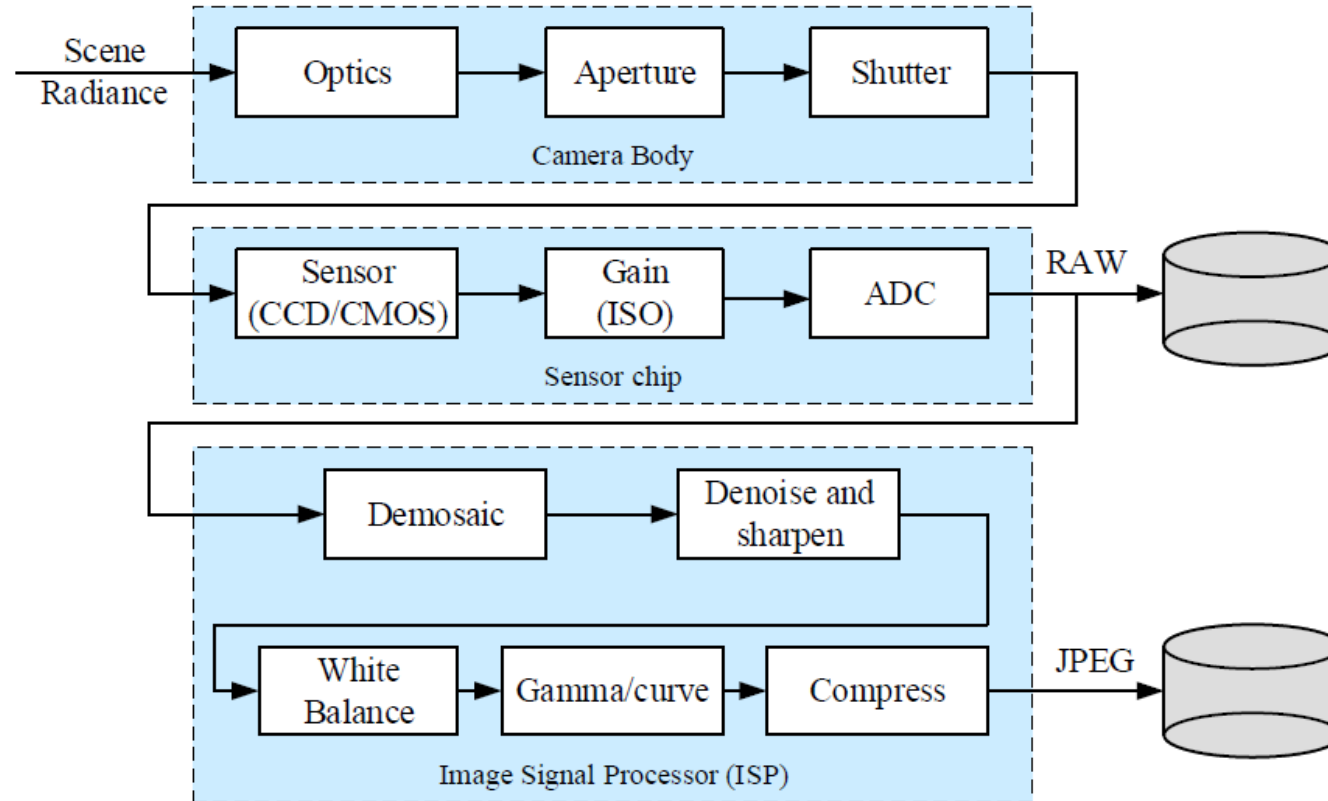 Scene
Radiance
Optics
Aperture
Shutter
Camera Body
Sensor
(CCD/CMOS)
Gain
(ISO)
ADC
RAW
Sensor chip
Demosaic
Denoise and
sharpen
White
Balance
Gamma/curve
Compress
JPEG
Image Signal Processor (ISP)